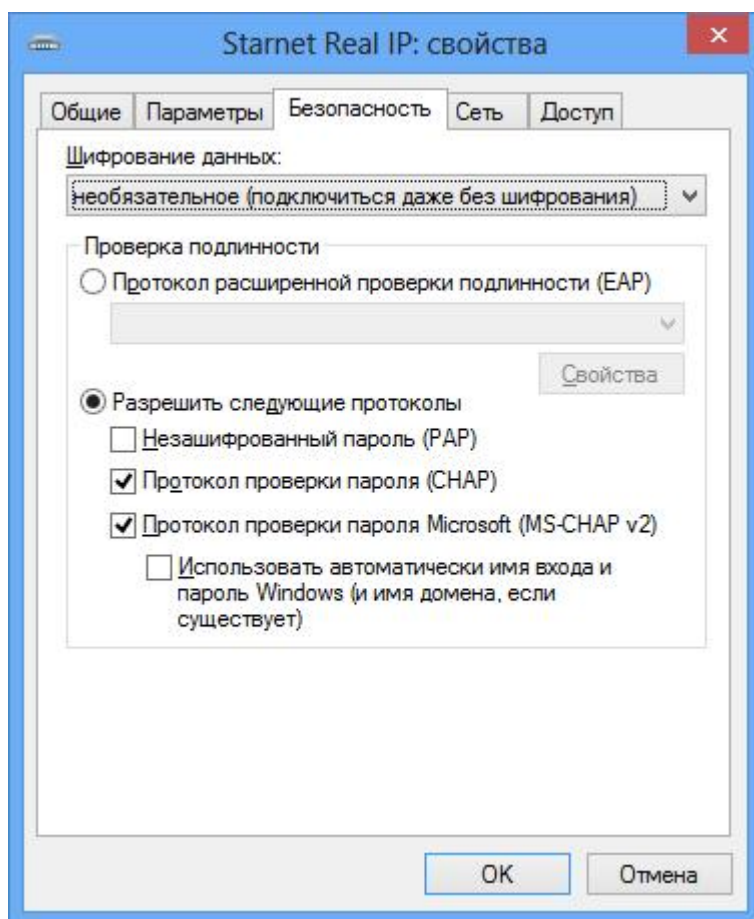 Starnet Real IP: свойства
Общие Параметры Безопасность Сеть Доступ
Шифрование данных:
необязательное (подключиться даже без шифрования)
Проверка подлинности
Протокол расширенной проверки подлинности (EAP)
Свойства
Разрешить следующие протоколы
Незашифрованный пароль (PAP)
Протокол проверки пароля (CHAP)
Протокол проверки пароля Microsoft (MS-CHAP v2)
Использовать автоматически имя входа и
пароль Windows (и имя домена, если
существует)
OK Отмена